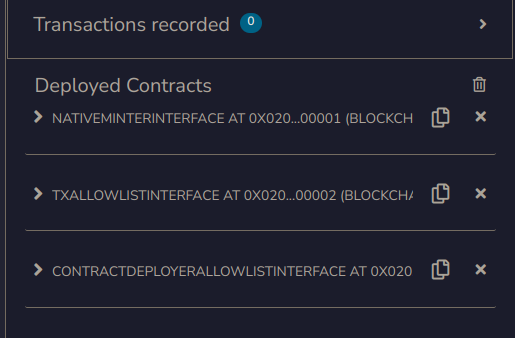 Transactions recorded 0
Deployed Contracts
NATIVEMINTERINTERFACE AT 0X020...00001 (BLOCKCH
TXALLOWLISTINTERFACE AT 0X020...00002 (BLOCKCHA
CONTRACTDEPLOYERALLOWLISTINTERFACE AT 0X020